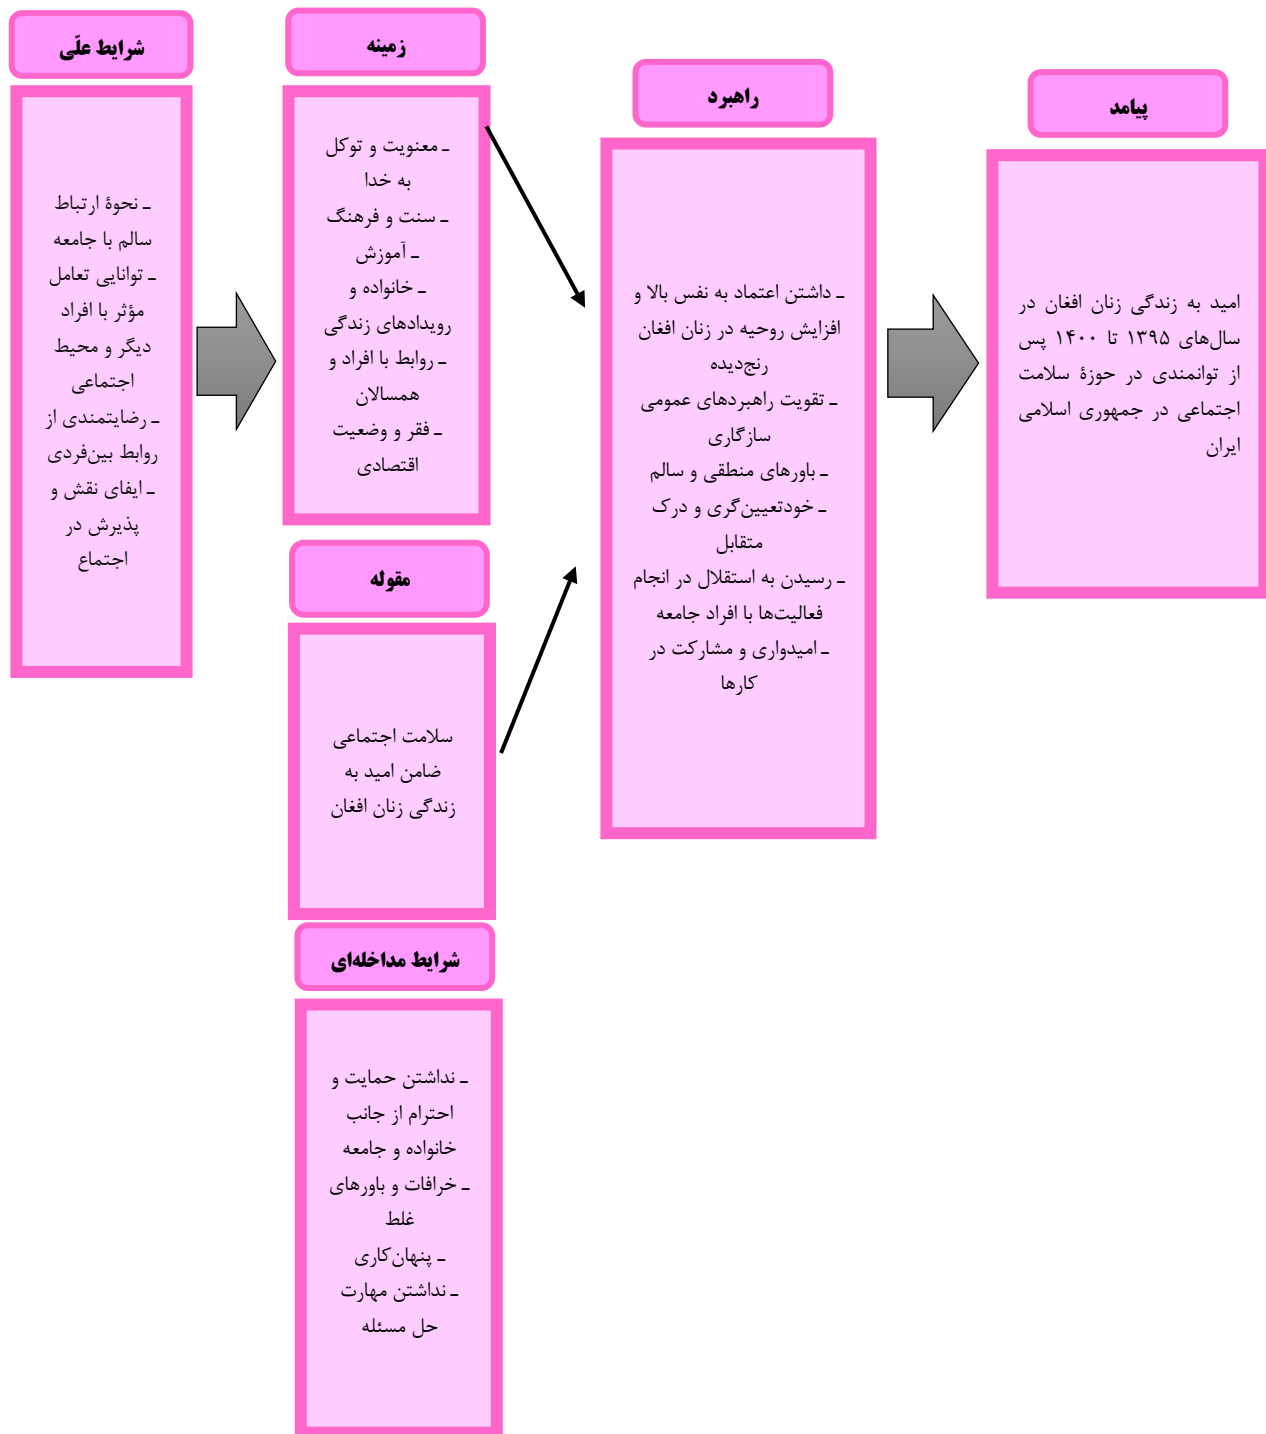 شرایط علّی
ـ نحوهٔ ارتباط
سالم با جامعه
ـ توانایی تعامل
مؤثر با افراد
دیگر و محیط
اجتماعی
ـ رضایتمندی از
روابط بین‌فردی
ـ ایفای نقش و
پذیرش در
اجتماع
زمینه
ـ معنویت و توکل
به خدا
ـ سنت و فرهنگ
ـ آموزش
ـ خانواده و
رویدادهای زندگی
ـ روابط با افراد و
همسالان
ـ فقر و وضعیت
اقتصادی
مقوله
سلامت اجتماعی
ضامن امید به
زندگی زنان افغان
شرایط مداخله‌ای
ـ نداشتن حمایت و
احترام از جانب
خانواده و جامعه
ـ خرافات و باورهای
غلط
ـ پنهان‌کاری
ـ نداشتن مهارت
حل مسئله
راهبرد
ـ داشتن اعتماد به نفس بالا و
افزایش روحیه در زنان افغان
رنج‌دیده
ـ تقویت راهبردهای عمومی
سازگاری
ـ باورهای منطقی و سالم
ـ خودتعیین‌گری و درک
متقابل
ـ رسیدن به استقلال در انجام
فعالیت‌ها با افراد جامعه
ـ امیدواری و مشارکت در
کارها
پیامد
امید به زندگی زنان افغان در
سال‌های ۱۳۹۵ تا ۱۴۰۰ پس
از توانمندی در حوزهٔ سلامت
اجتماعی در جمهوری اسلامی
ایران